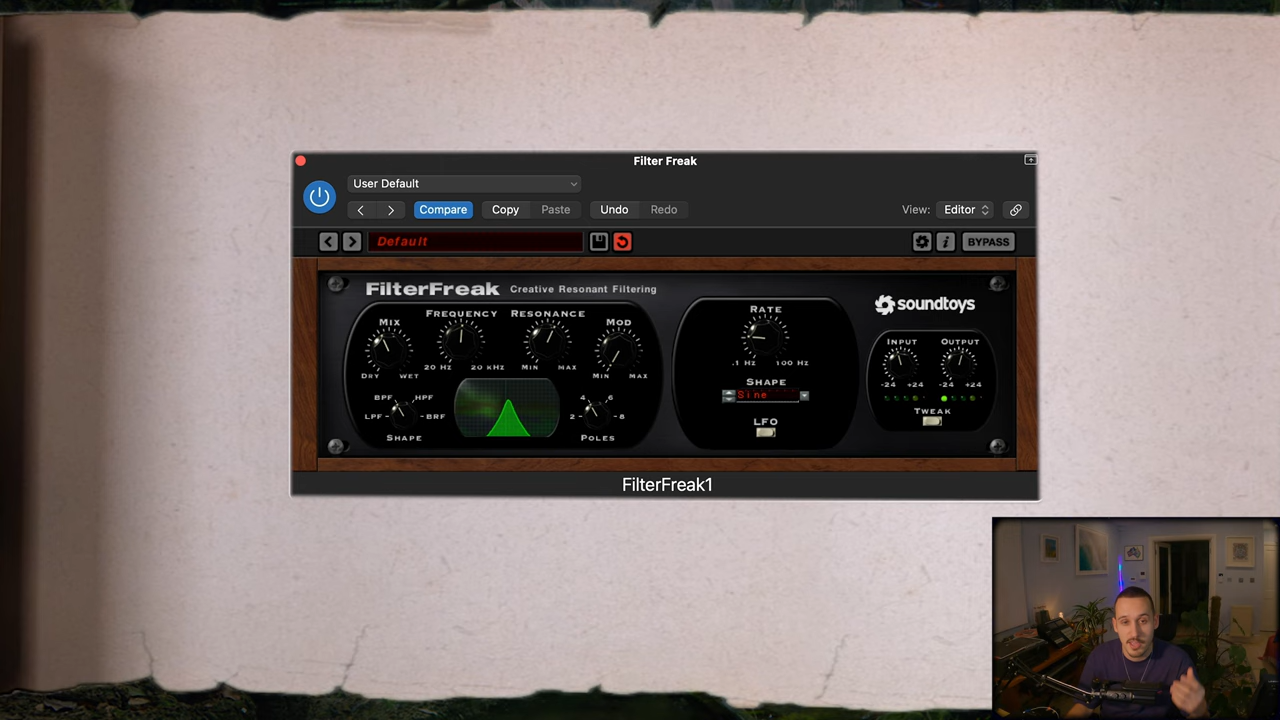 Filter Freak
User Default
Compare Copy Paste Undo Redo View: Editor
Default i BYPASS
FilterFreak Creative Resonant Filtering soundtoys
MIX FREQUENCY RESONANCE MOD RATE INPUT OUTPUT
20 Hz 20 kHz MIN MAX .1 Hz 100 Hz
DRY WET MIN MAX SHAPE -24 +24 -24 +24
BPF HPF 4 6 Sine
LPF BRF 2 8 LFO TWEAK
SHAPE POLES
FilterFreak1